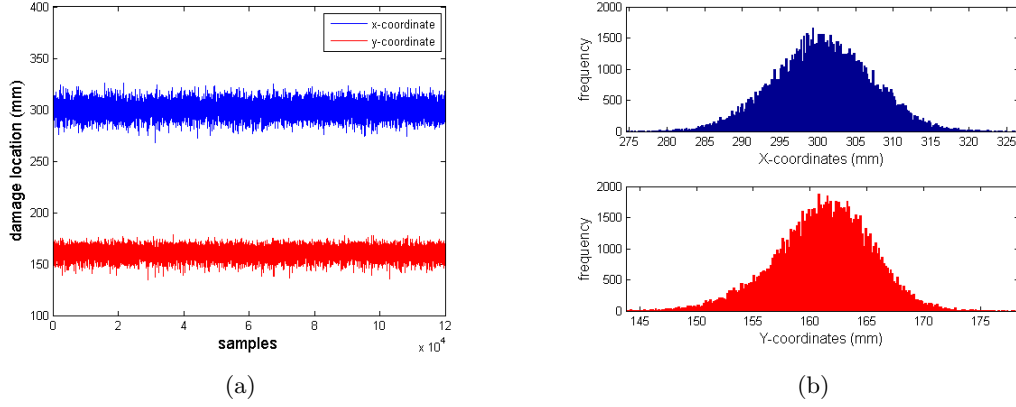 400
350
300
250
200
150
100
damage location (mm)
x-coordinate
y-coordinate
0 2 4 6 8 10 12
samples
x 10^4
(a)
2000
1500
1000
500
0
frequency
275 280 285 290 295 300 305 310 315 320 325
X-coordinates (mm)
2000
1500
1000
500
0
frequency
145 150 155 160 165 170 175
Y-coordinates (mm)
(b)